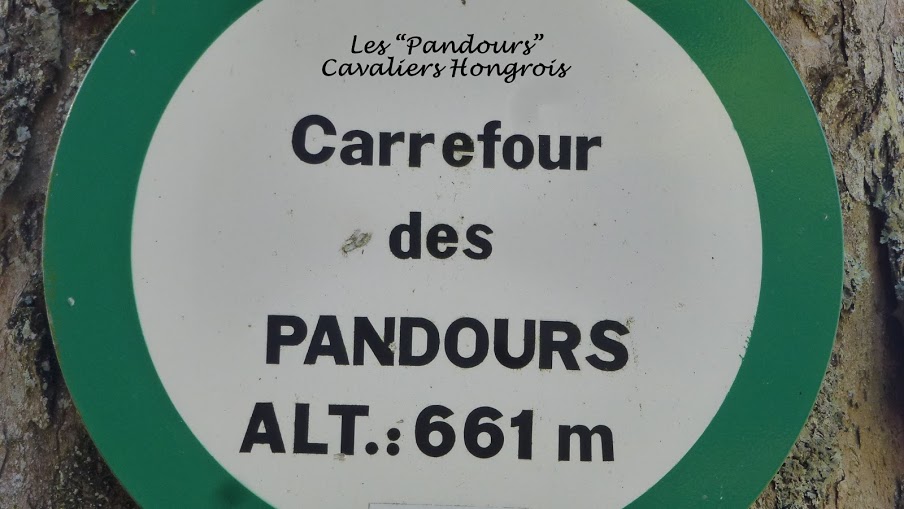 Les “Pandours”
Cavaliers Hongrois
Carrefour
des
PANDOURS
ALT.: 661 m